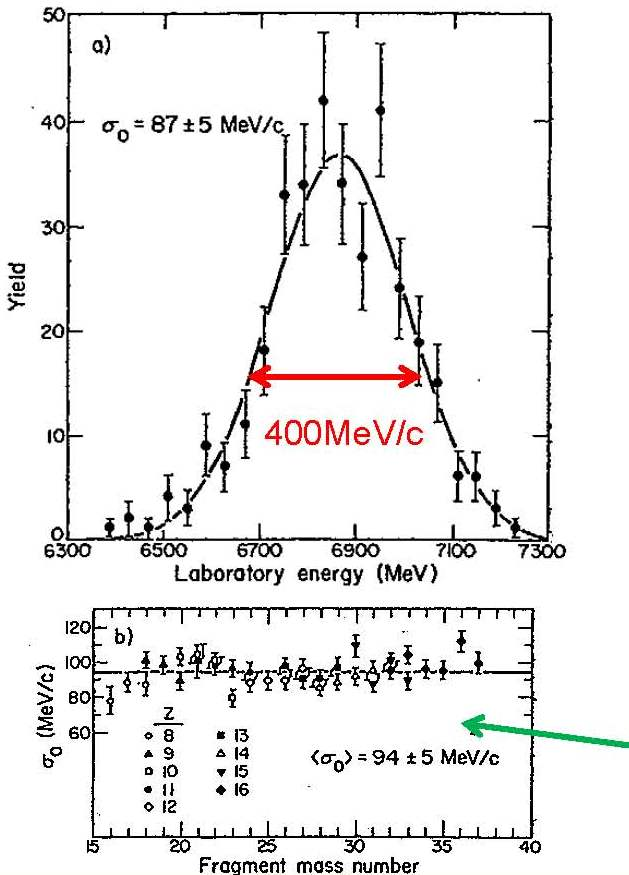 50
a)
σ₀ = 87 ± 5 MeV/c
40
30
Yield
20
400MeV/c
10
0
6300 6500 6700 6900 7100 7300
Laboratory energy (MeV)
120
b)
100
80
σ₀ (MeV/c)
60
Z
8 13
9 14
10 15
11 16
12
⟨σ₀⟩ = 94 ± 5 MeV/c
15 20 25 30 35 40
Fragment mass number